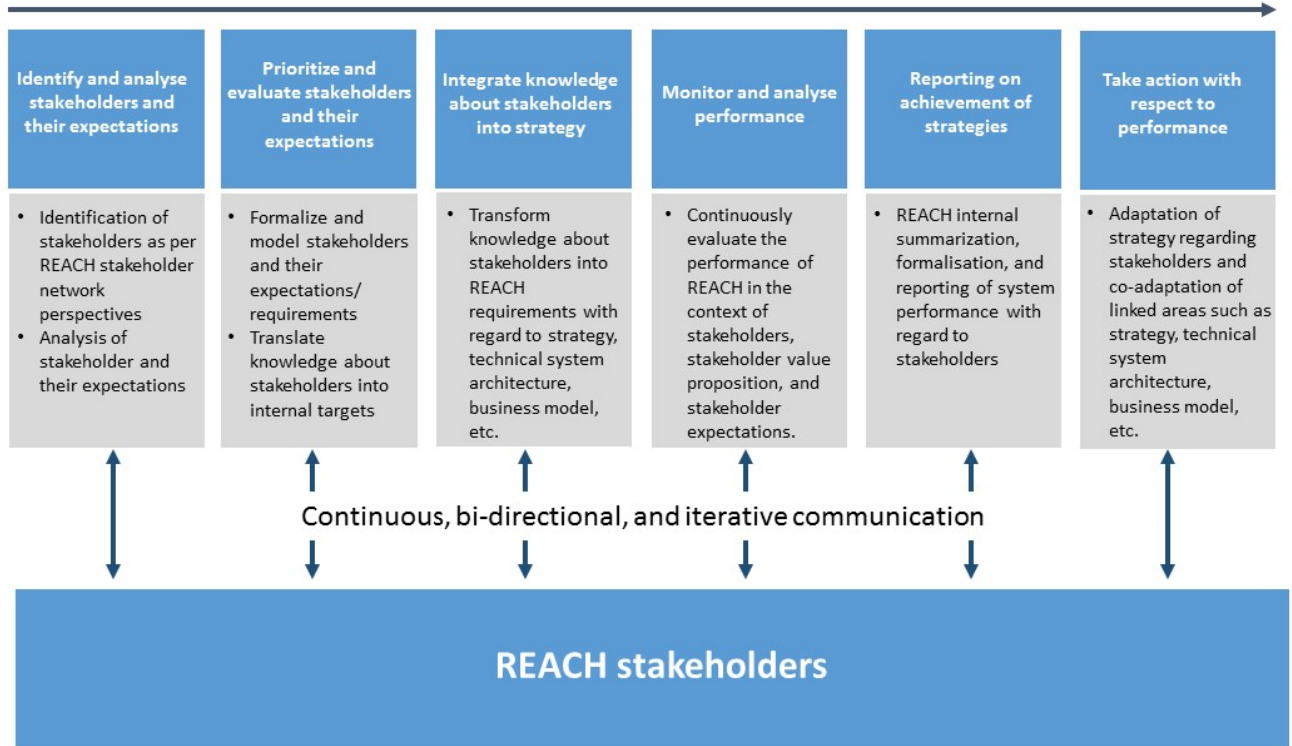 Identify and analyse
stakeholders and
their expectations
Prioritize and
evaluate stakeholders
and their
expectations
Integrate knowledge
about stakeholders
into strategy
Monitor and analyse
performance
Reporting on
achievement of
strategies
Take action with
respect to
performance
• Identification of
stakeholders as per
REACH stakeholder
network
perspectives
• Analysis of
stakeholder and
their expectations
• Formalize and
model stakeholders
and their
expectations/
requirements
• Translate
knowledge about
stakeholders into
internal targets
• Transform
knowledge about
stakeholders into
REACH
requirements with
regard to strategy,
technical system
architecture,
business model,
etc.
• Continuously
evaluate the
performance of
REACH in the
context of
stakeholders,
stakeholder value
proposition, and
stakeholder
expectations.
• REACH internal
summarization,
formalisation, and
reporting of system
performance with
regard to
stakeholders
• Adaptation of
strategy regarding
stakeholders and
co-adaptation of
linked areas such as
strategy, technical
system
architecture,
business model,
etc.
Continuous, bi-directional, and iterative communication
REACH stakeholders